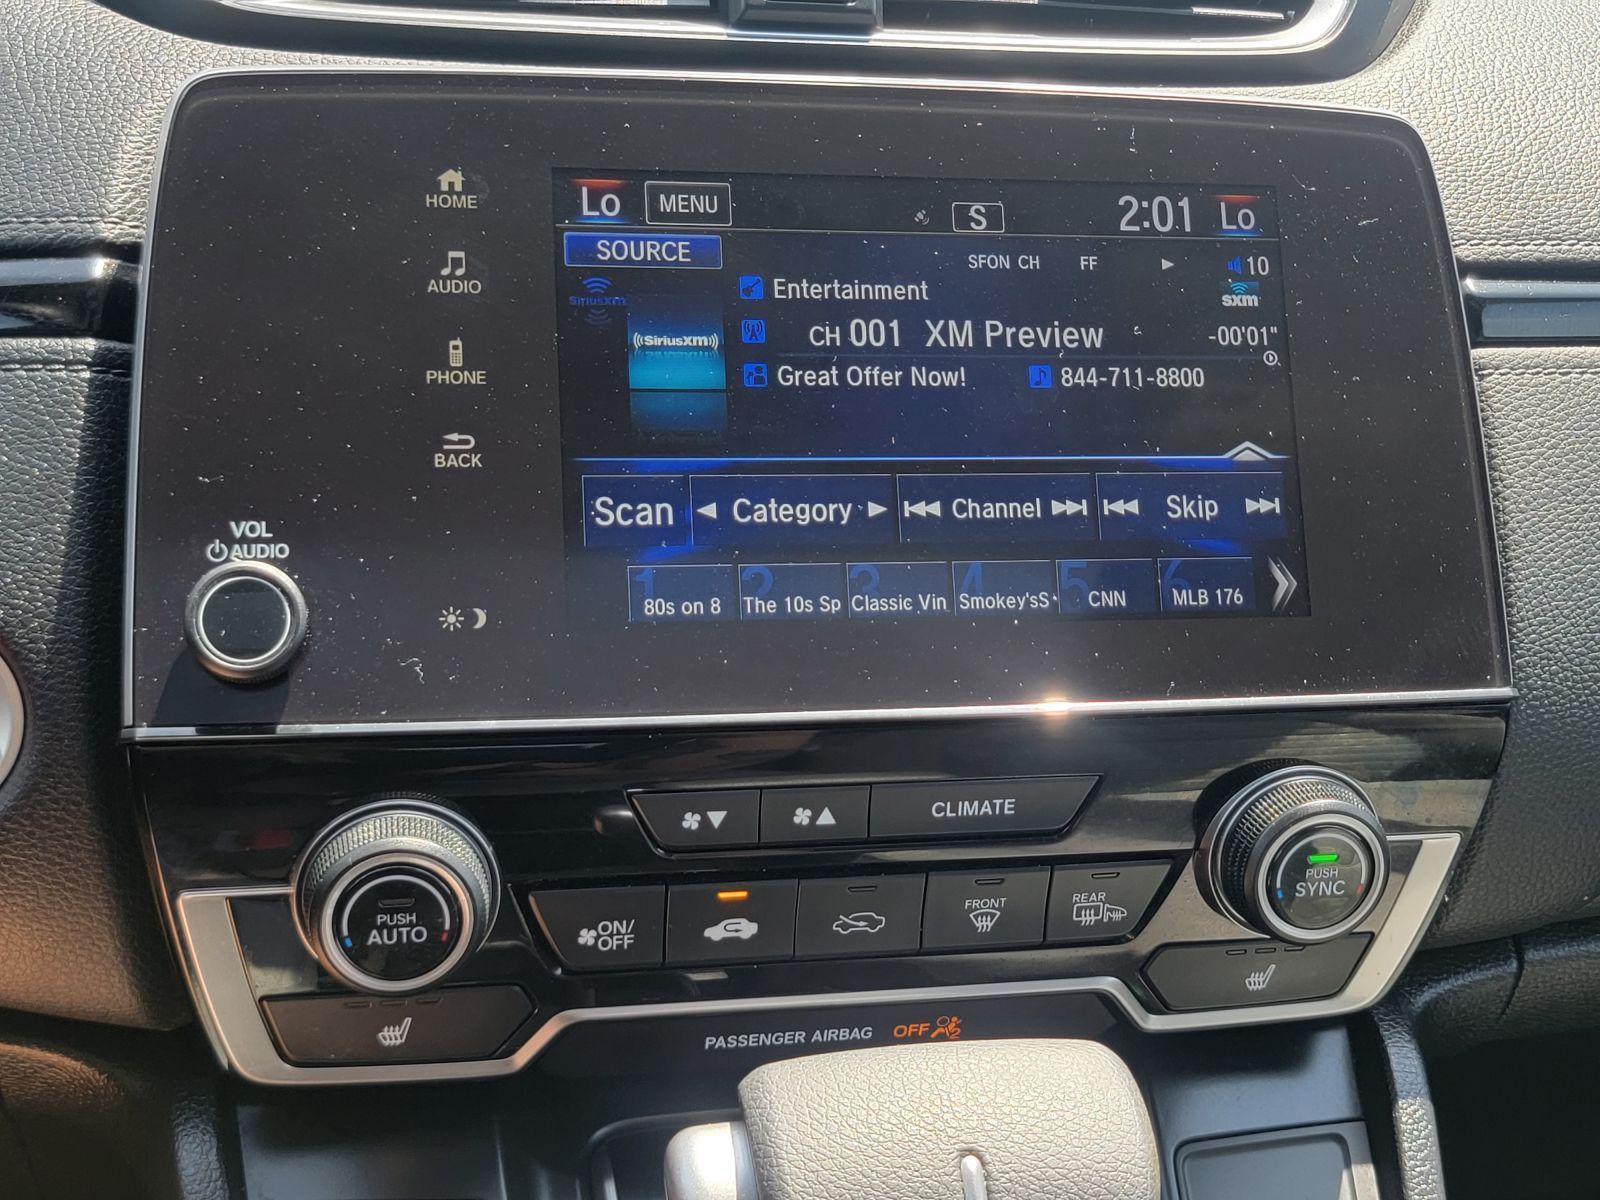 HOME
AUDIO
PHONE
BACK
VOL
AUDIO
Lo MENU S 2:01 Lo
SOURCE
SFON CH FF 10
SiriusXM
Entertainment
sxm
((SiriusXM))
CH 001 XM Preview -00'01"
Great Offer Now! 844-711-8800
Scan Category Channel Skip
1 2 3 4 5 6
80s on 8 The 10s Sp Classic Vin Smokey'sS CNN MLB 176
CLIMATE
PUSH
AUTO
ON/
OFF
FRONT
REAR
PUSH
SYNC
PASSENGER AIRBAG OFF 2